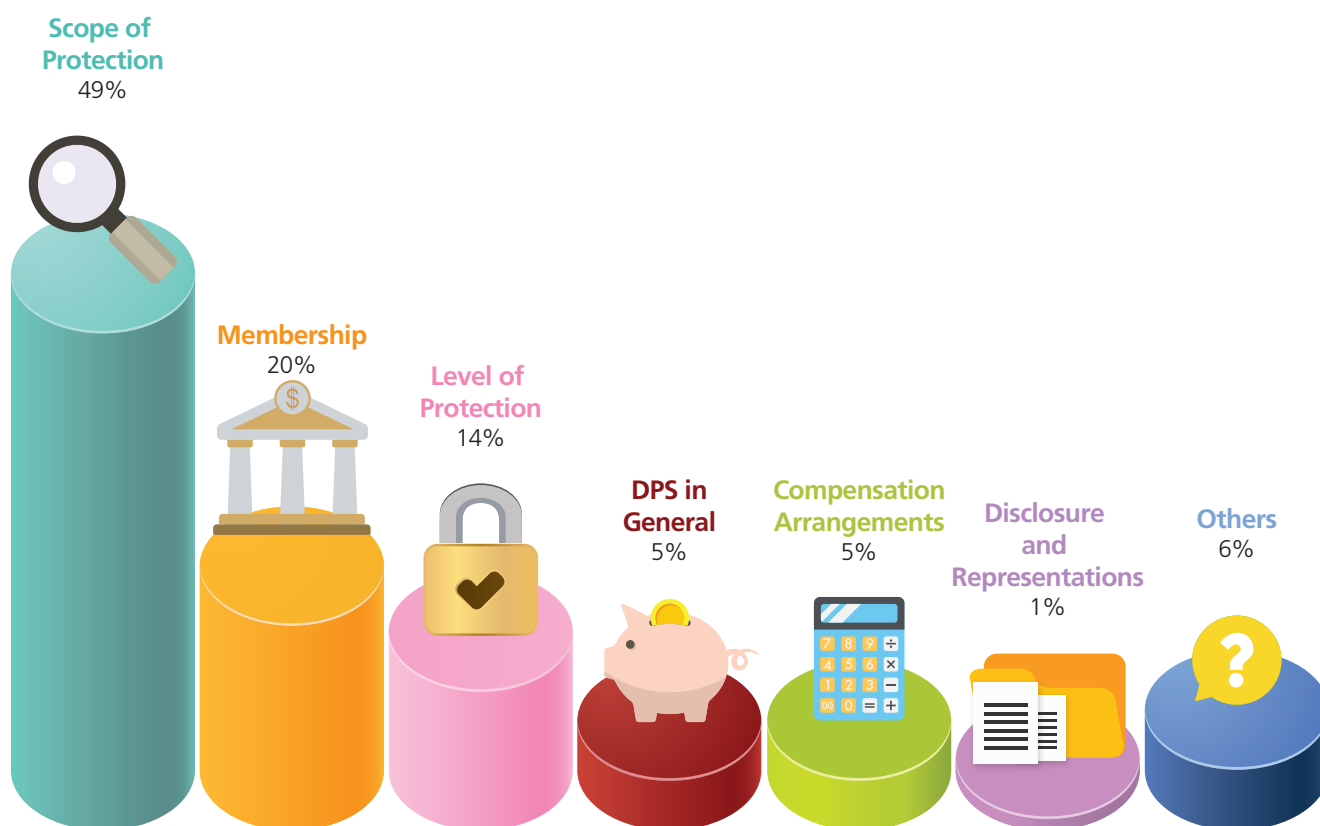 Scope of
Protection
49%
Membership
20%
$
Level of
Protection
14%
DPS in
General
5%
Compensation
Arrangements
5%
7 8 9 ÷
4 5 6 ×
1 2 3 −
00 0 = +
Disclosure
and
Representations
1%
Others
6%
?